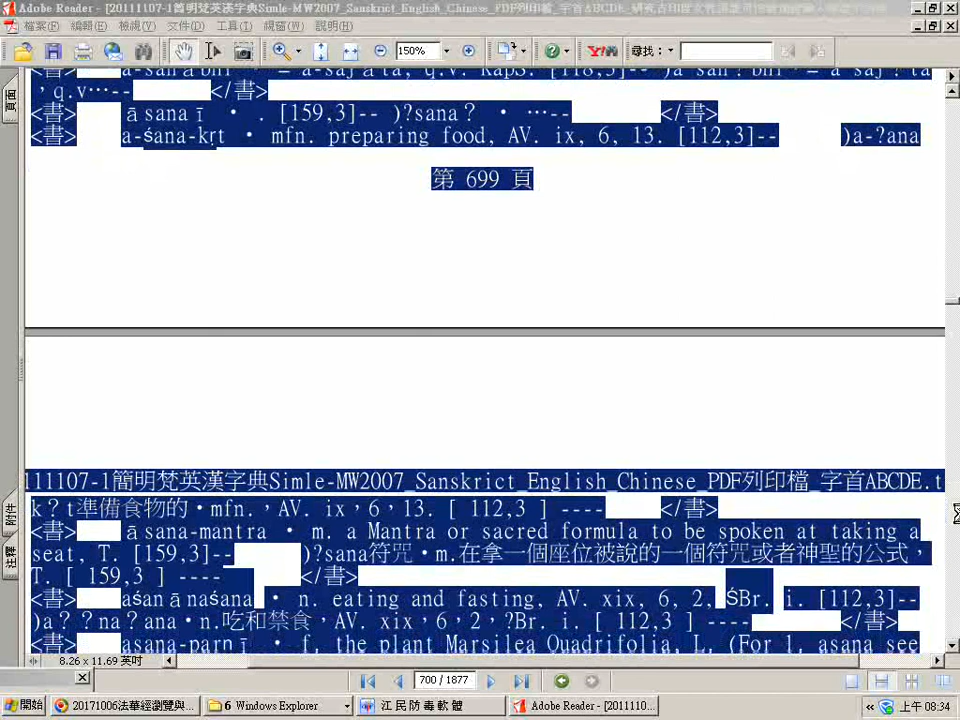 Adobe Reader - [20111107-1簡明梵英漢字典Simle-MW2007_Sanskrict_English_Chinese_PDF列印檔_字首ABCDE_
檔案(F) 編輯(E) 檢視(V) 文件(D) 工具(T) 視窗(W) 說明(H)
150% 尋找:
頁面
，q.v…-- </書>
<書> āsanī ‧ . [159,3]-- )?sana？ ‧ …-- </書>
<書> a-śana-kṛt ‧ mfn. preparing food, AV. ix, 6, 13. [112,3]-- )a-?ana
第 699 頁
111107-1簡明梵英漢字典Simle-MW2007_Sanskrict_English_Chinese_PDF列印檔_字首ABCDE.t
k？t準備食物的‧mfn.，AV. ix，6，13. [ 112,3 ] ---- </書>
<書> āsana-mantra ‧ m. a Mantra or sacred formula to be spoken at taking a
seat, T. [159,3]-- )?sana符咒‧m.在拿一個座位被說的一個符咒或者神聖的公式，
T. [ 159,3 ] ---- </書>
<書> aśanānaśana ‧ n. eating and fasting, AV. xix, 6, 2, ŚBr. i. [112,3]--
)a？？na？ana‧n.吃和禁食，AV. xix，6，2，?Br. i. [ 112,3 ] ---- </書>
<書> asana-parnī ‧ f. the plant Marsilea Quadrifolia, L. (For 1. asana see
附件
註釋
8.26 x 11.69 英吋
700 / 1877
開始 20171006法華經瀏覽與... 6 Windows Explorer 江民防毒軟體 Adobe Reader - [2011110... 上午 08:34